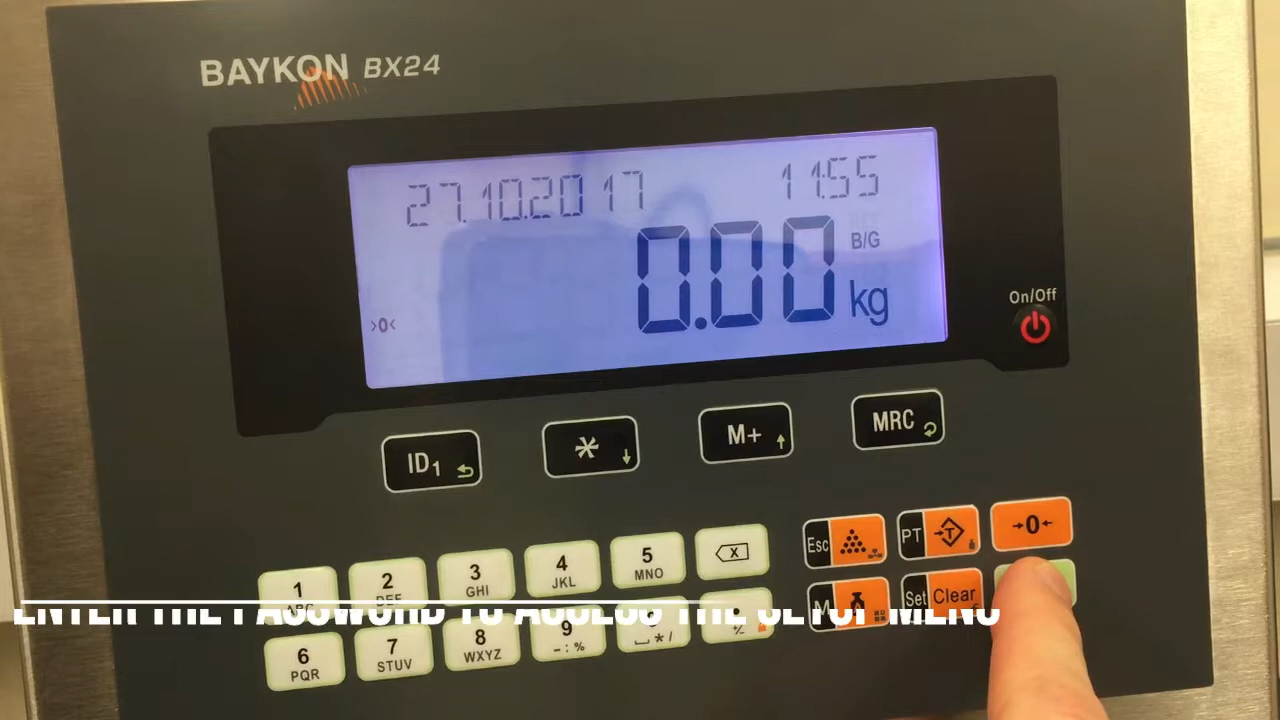 BAYKON BX24
27.10.2017 11:55
0.00 B/G kg
>0<
On/Off
ID1 * M+ MRC
Esc PT →T← →0←
1 2 3 GHI 4 JKL 5 MNO X
M Set Clear
ENTER THE PASSWORD TO ACCESS THE SETUP MENU
6 PQR 7 STUV 8 WXYZ 9 - : % * / +/-